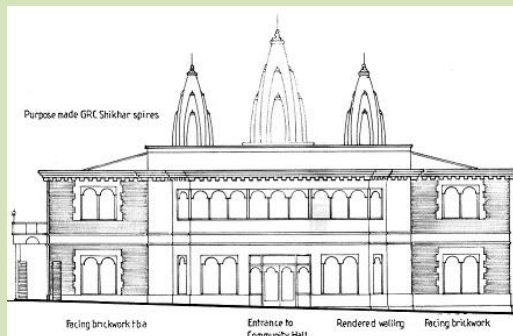 Purpose made GRC Shikhar spires
Facing brickwork tba
Entrance to
Community Hall
Rendered walling
Facing brickwork